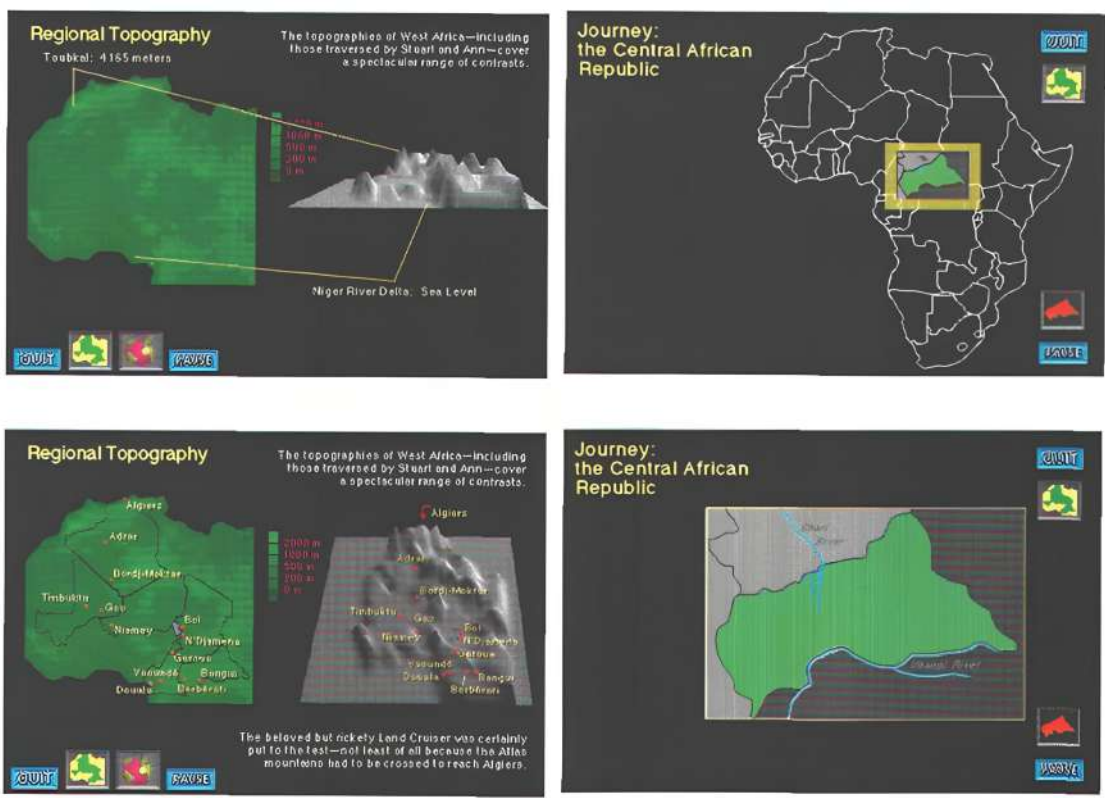 Regional Topography
Toubkal: 4165 meters
The topographies of West Africa—including
those traversed by Stuart and Ann—cover
a spectacular range of contrasts.
1000 m
500 m
200 m
0 m
Niger River Delta: Sea Level
QUIT
PAUSE
Journey:
the Central African
Republic
QUIT
PAUSE
Regional Topography
The topographies of West Africa—including
those traversed by Stuart and Ann—cover
a spectacular range of contrasts.
Algiers
Adrar
Bordj-Moktar
Timbuktu
Gao
Niamey
Bol
N'Djamena
Garoua
Yaoundé
Bangui
Douala
Berbérati
2000 m
1000 m
500 m
200 m
0 m
Algiers
Adrar
Bordj-Moktar
Timbuktu
Gao
Niamey
Bol
N'Djamena
Garoua
Yaoundé
Douala
Bangui
Berbérati
The beloved but rickety Land Cruiser was certainly
put to the test—not least of all because the Atlas
mountains had to be crossed to reach Algiers.
QUIT
PAUSE
Journey:
the Central African
Republic
QUIT
Chari
River
River